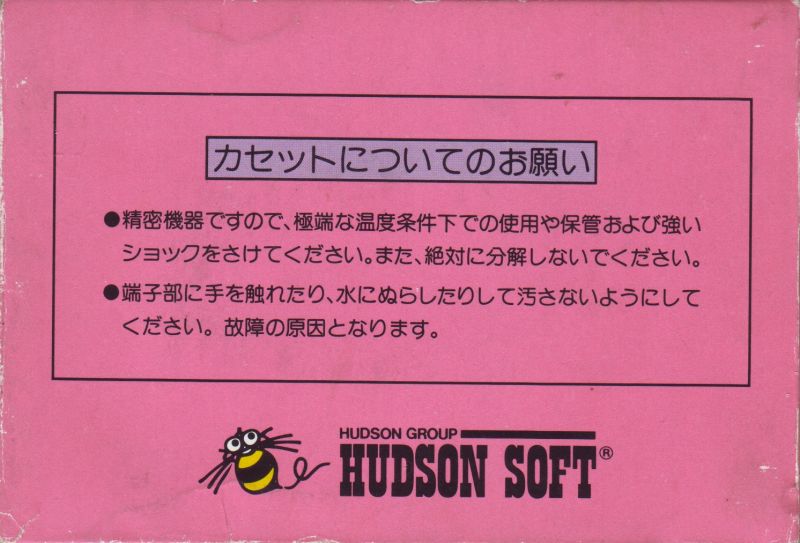 カセットについてのお願い
●精密機器ですので、極端な温度条件下での使用や保管および強い
ショックをさけてください。また、絶対に分解しないでください。
●端子部に手を触れたり、水にぬらしたりして汚さないようにして
ください。故障の原因となります。
HUDSON GROUP
HUDSON SOFT®